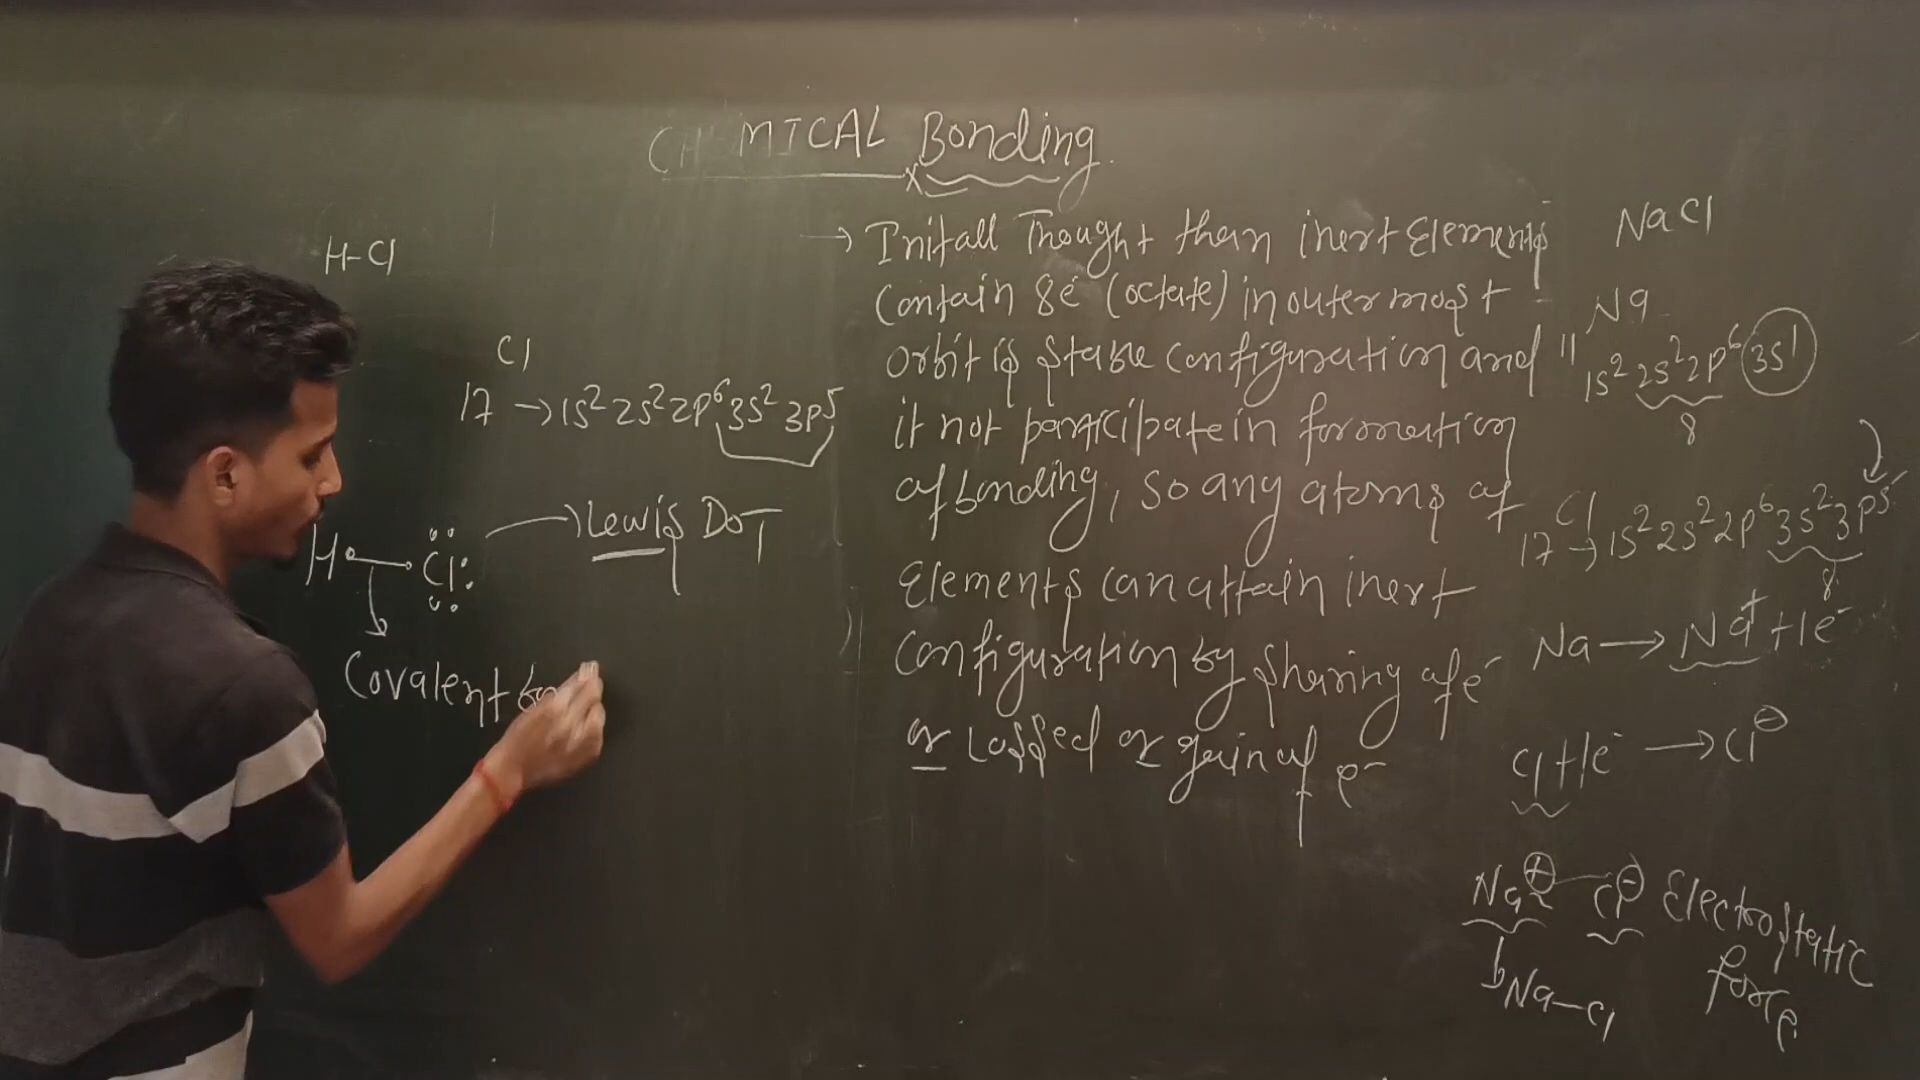 CHEMICAL Bonding.
→ Initall Thought than inert Elements
Contain 8e⁻ (octate) in outer most
orbit is stable configuration and
it not participate in formation
of bonding, so any atoms of
Elements can attain inert
Configuration by sharing of e⁻
or Lossed or gain of e⁻
H-Cl
Cl
17 → 1s² 2s² 2p⁶ 3s² 3p⁵
H Cl → Lewis DOT
Covalent
NaCl
Na
11 1s² 2s² 2p⁶ 3s¹
8
Cl
17 → 1s² 2s² 2p⁶ 3s² 3p⁵
8
Na → Na⁺ + 1e⁻
Cl + 1e⁻ → Cl⊖
Na⊕ Cl⊖ Electrostatic
force
Na-Cl